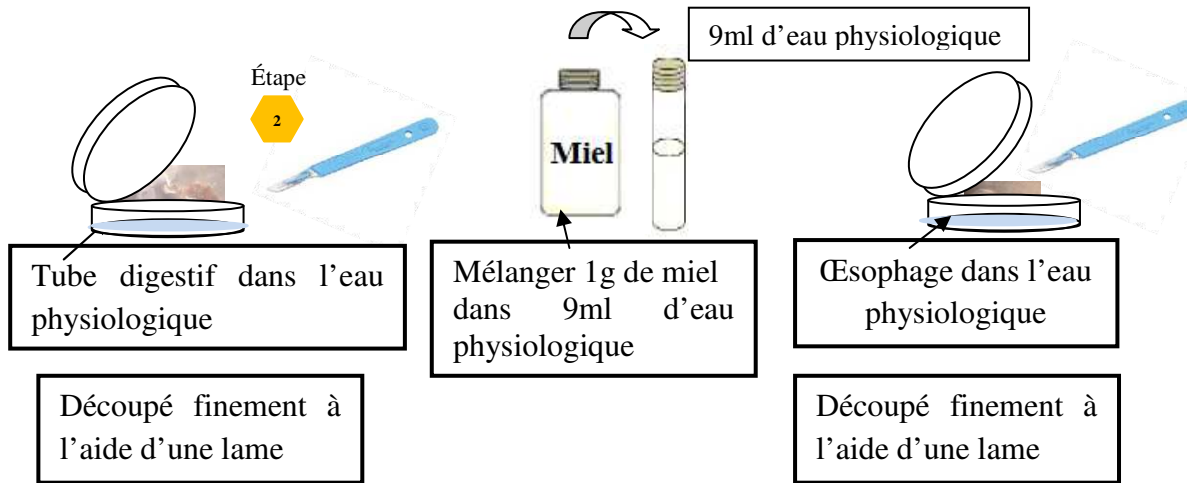 9ml d'eau physiologique
Étape
2
Miel
Tube digestif dans l'eau
physiologique
Mélanger 1g de miel
dans 9ml d'eau
physiologique
Œsophage dans l'eau
physiologique
Découpé finement à
l'aide d'une lame
Découpé finement à
l'aide d'une lame